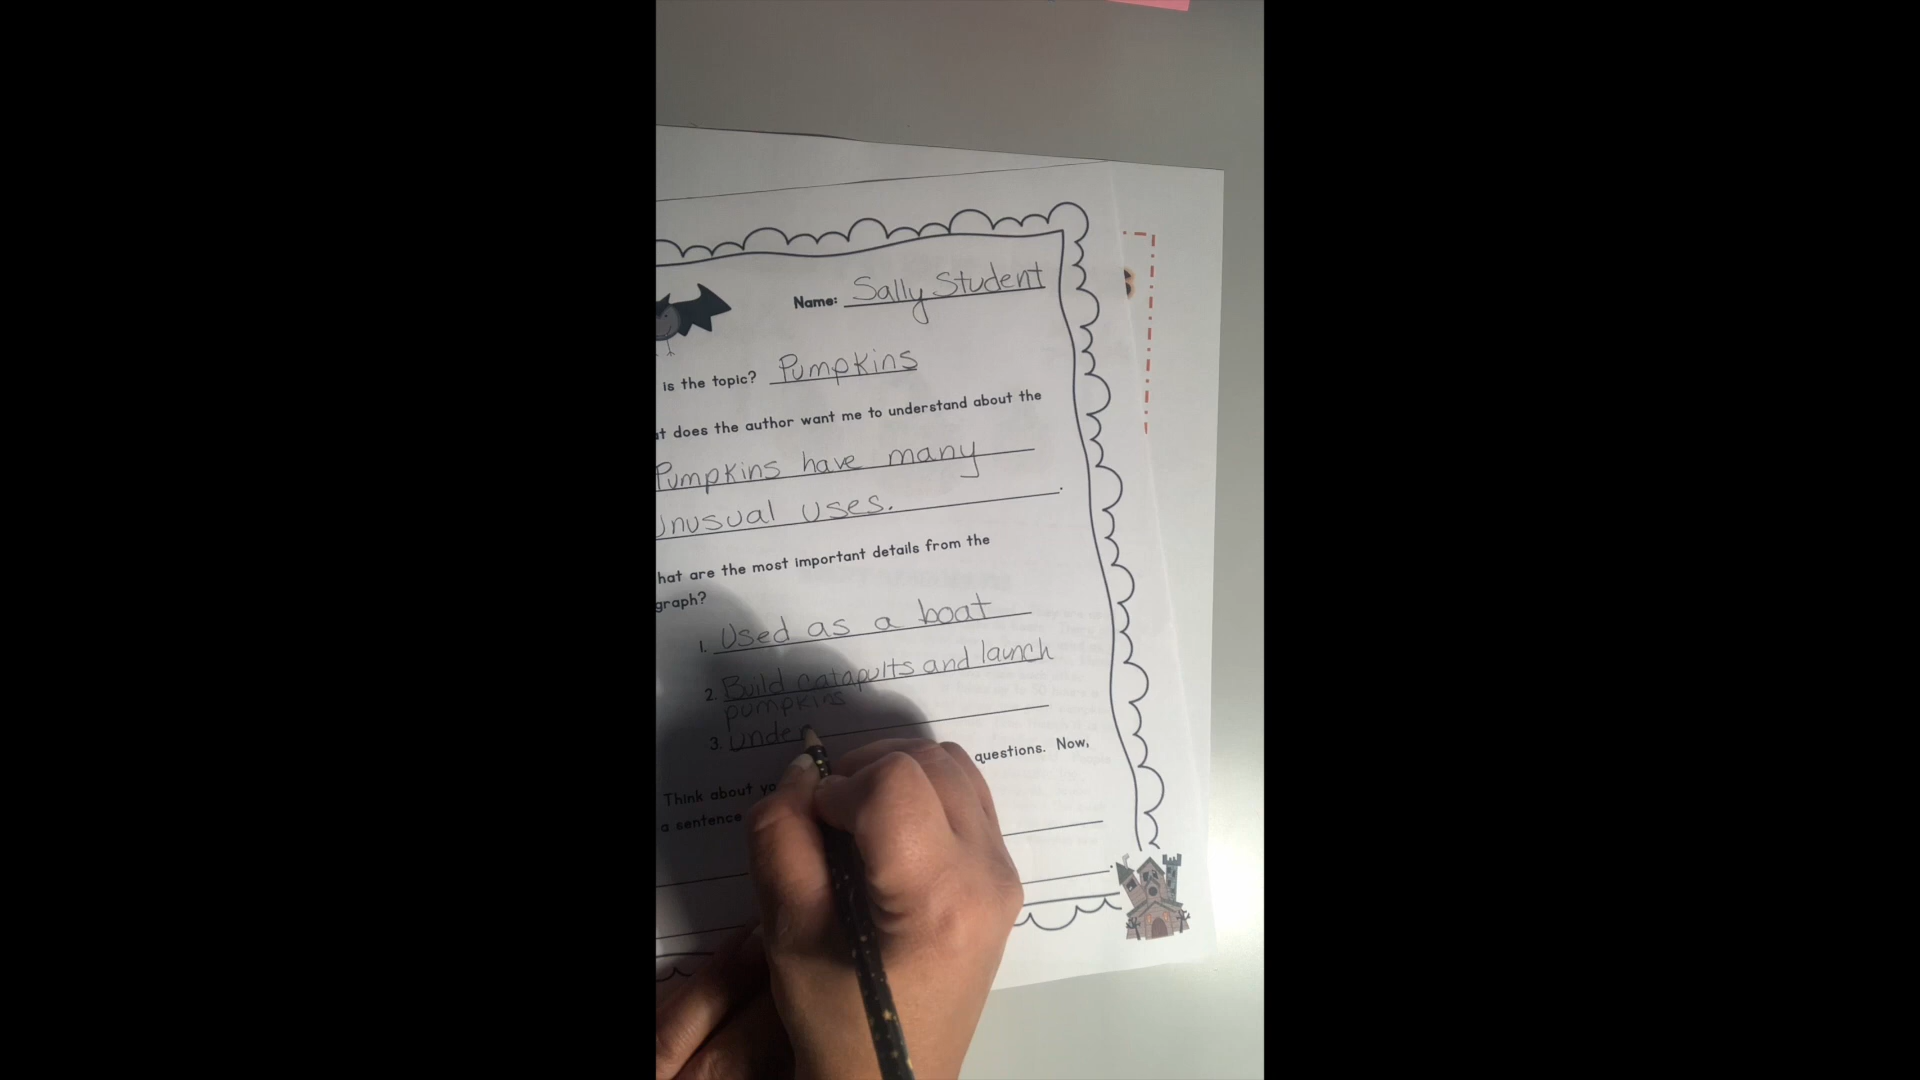 Name: Sally Student
is the topic? Pumpkins
at does the author want me to understand about the
Pumpkins have many
unusual uses.
hat are the most important details from the
graph?
1. Used as a boat
2. Build catapults and launch
pumpkins
3. Under
questions. Now,
Think about yo
a sentence